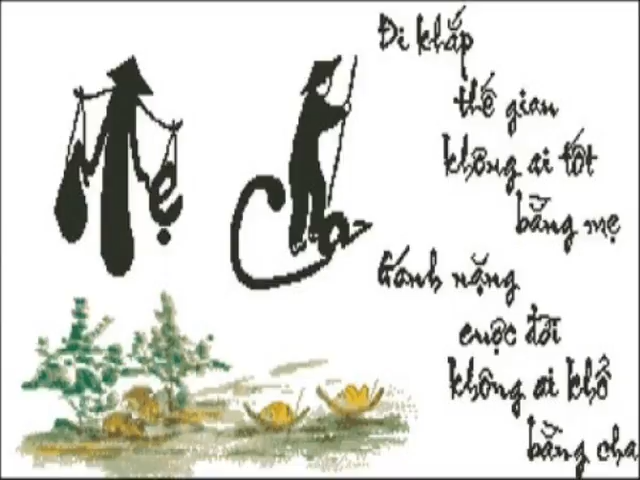 Mẹ Cha
Đi khắp
thế gian
không ai tốt
bằng mẹ
Gánh nặng
cuộc đời
không ai khổ
bằng cha